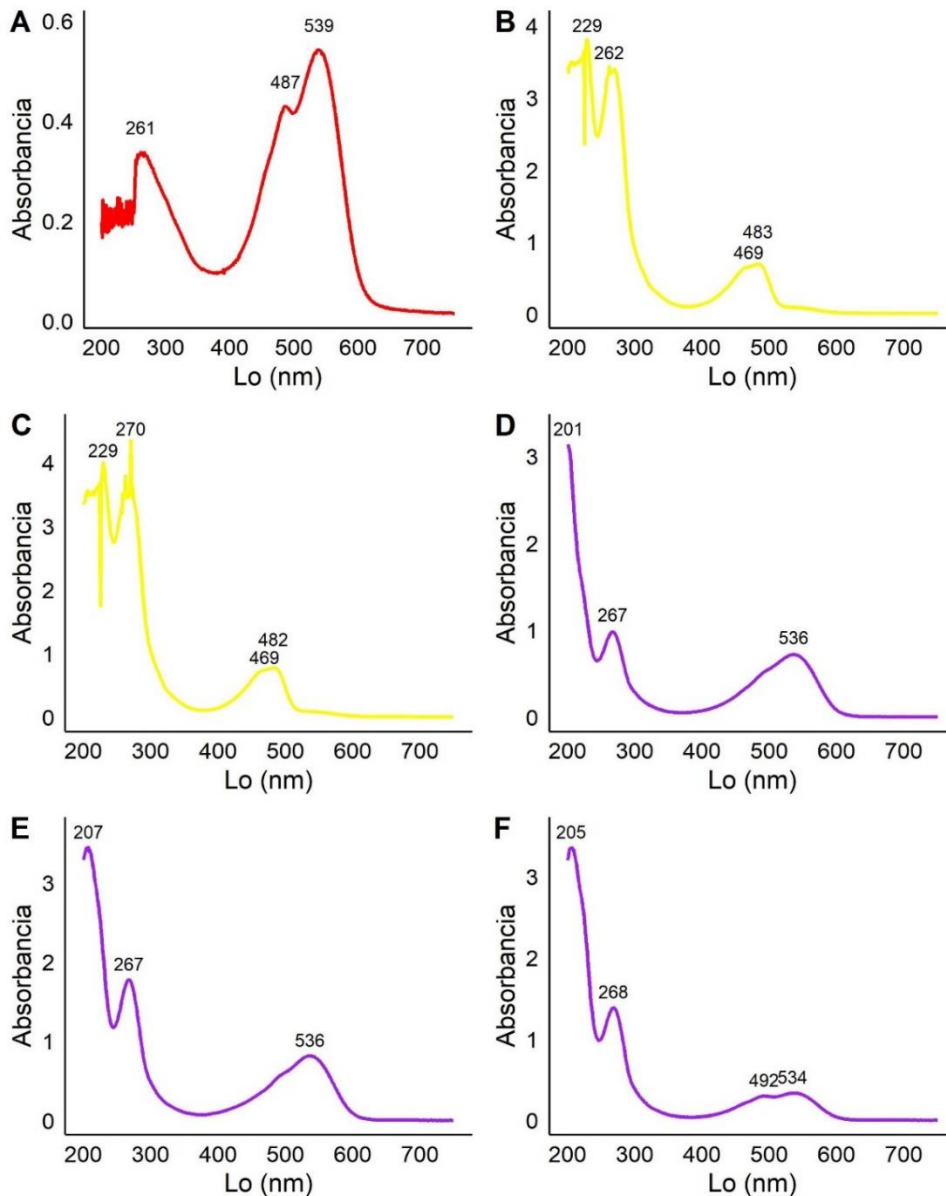 A
0.6
0.4
0.2
0.0
Absorbancia
261
487
539
200 300 400 500 600 700
Lo (nm)
B
4
3
2
1
0
Absorbancia
229
262
483
469
200 300 400 500 600 700
Lo (nm)
C
4
3
2
1
0
Absorbancia
229
270
482
469
200 300 400 500 600 700
Lo (nm)
D
3
2
1
0
Absorbancia
201
267
536
200 300 400 500 600 700
Lo (nm)
E
3
2
1
0
Absorbancia
207
267
536
200 300 400 500 600 700
Lo (nm)
F
3
2
1
0
Absorbancia
205
268
492 534
200 300 400 500 600 700
Lo (nm)